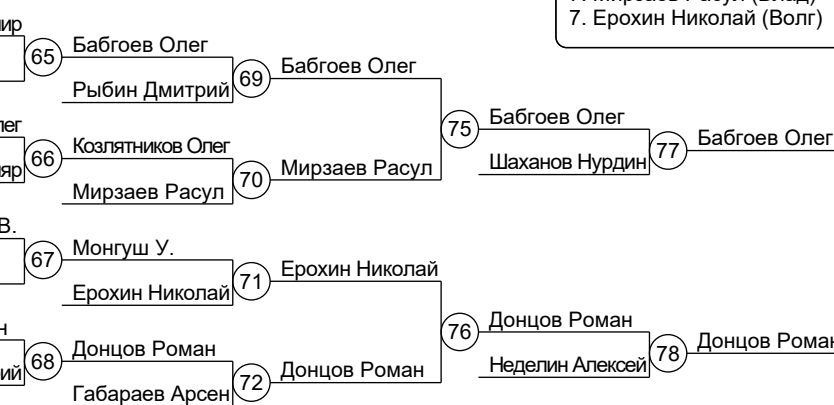 7. Ерохин Николай (Волг)
65
Бабгоев Олег
Рыбин Дмитрий
69
Бабгоев Олег
66
Козлятников Олег
Мирзаев Расул
70
Мирзаев Расул
75
Бабгоев Олег
Шаханов Нурдин
77
Бабгоев Олег
В.
67
Монгуш У.
Ерохин Николай
71
Ерохин Николай
68
Донцов Роман
Габараев Арсен
72
Донцов Роман
76
Донцов Роман
Неделин Алексей
78
Донцов Роман